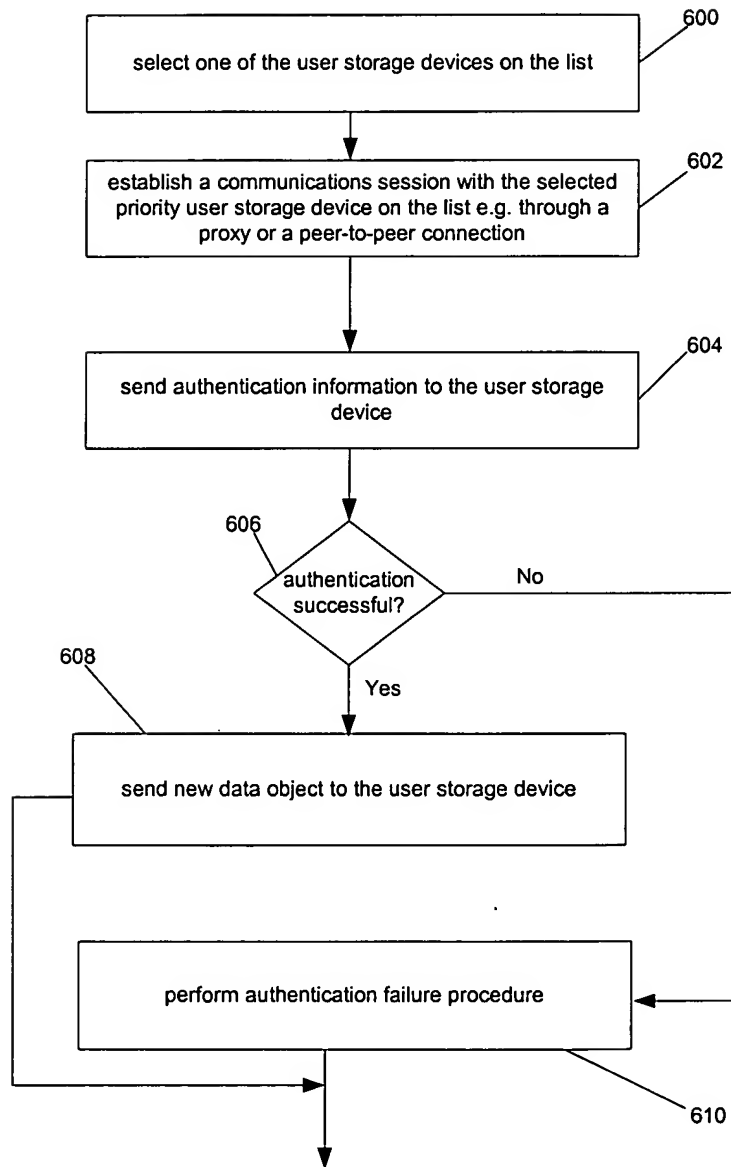 600
select one of the user storage devices on the list
602
establish a communications session with the selected
priority user storage device on the list e.g. through a
proxy or a peer-to-peer connection
604
send authentication information to the user storage
device
606
authentication
successful?
No
Yes
608
send new data object to the user storage device
perform authentication failure procedure
610